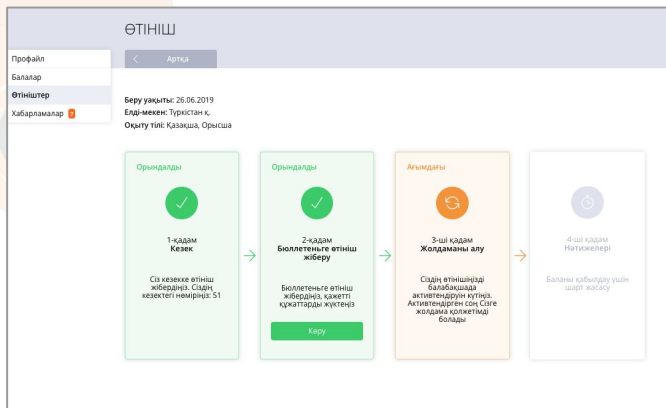 ӨТІНІШ
Артқа
Профайл
Балалар
Өтініштер
Хабарламалар 7
Беру уақыты: 26.06.2019
Елді-мекен: Түркістан қ.
Оқыту тілі: Қазақша, Орысша
Орындалды
1-қадам
Кезек
Сіз кезекке өтініш
жібердіңіз. Сіздің
кезектегі нөміріңіз: 51
Орындалды
2-қадам
Бюллетеньге өтініш
жіберу
Бюллетеньге өтініш
жібердіңіз, қажетті
құжаттарды жүктеңіз
Көру
Ағымдағы
3-ші қадам
Жолдаманы алу
Сіздің өтінішіңізді
балабақшада
активтендіруін күтіңіз.
Активтендірген соң Сізге
жолдама қолжетімді
болады
4-ші қадам
Нәтижелері
Баланы қабылдау үшін
шарт жасасу